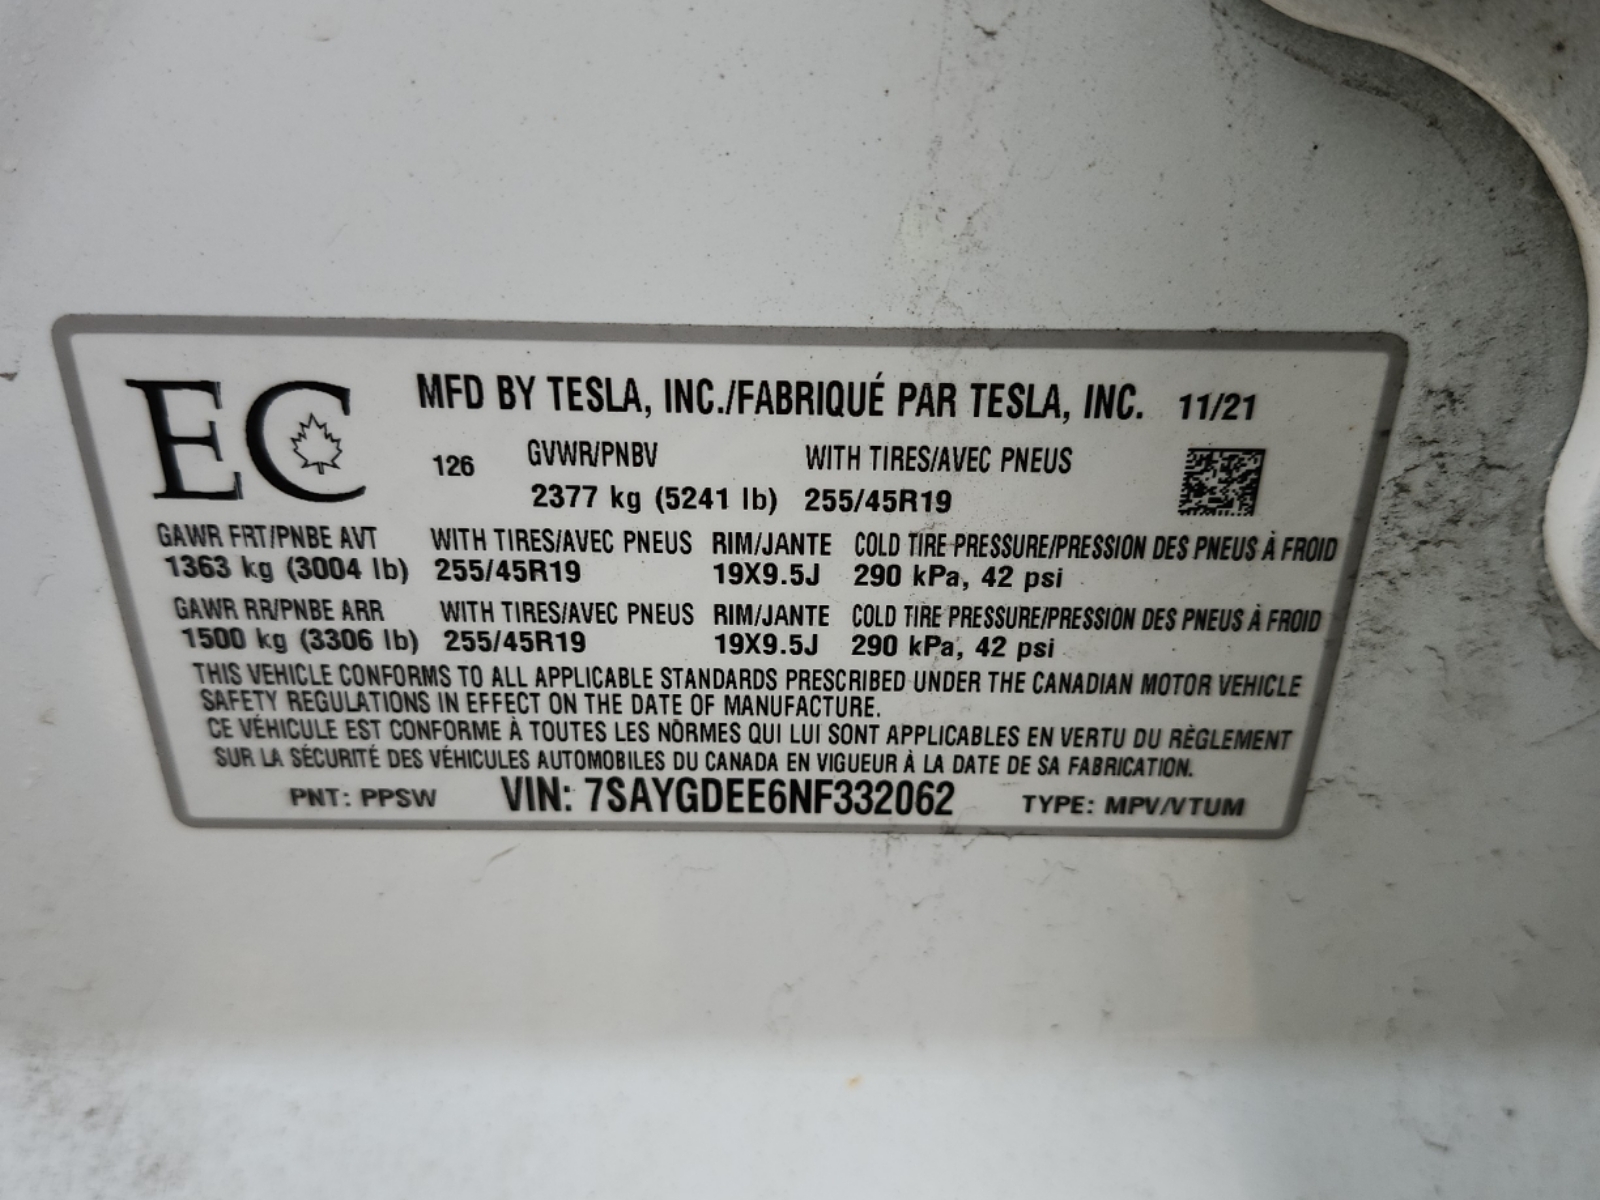 EC
MFD BY TESLA, INC./FABRIQUÉ PAR TESLA, INC. 11/21
126 GVWR/PNBV WITH TIRES/AVEC PNEUS
2377 kg (5241 lb) 255/45R19
GAWR FRT/PNBE AVT WITH TIRES/AVEC PNEUS RIM/JANTE COLD TIRE PRESSURE/PRESSION DES PNEUS À FROID
1363 kg (3004 lb) 255/45R19 19X9.5J 290 kPa, 42 psi
GAWR RR/PNBE ARR WITH TIRES/AVEC PNEUS RIM/JANTE COLD TIRE PRESSURE/PRESSION DES PNEUS À FROID
1500 kg (3306 lb) 255/45R19 19X9.5J 290 kPa, 42 psi
THIS VEHICLE CONFORMS TO ALL APPLICABLE STANDARDS PRESCRIBED UNDER THE CANADIAN MOTOR VEHICLE
SAFETY REGULATIONS IN EFFECT ON THE DATE OF MANUFACTURE.
CE VÉHICULE EST CONFORME À TOUTES LES NORMES QUI LUI SONT APPLICABLES EN VERTU DU RÈGLEMENT
SUR LA SÉCURITÉ DES VÉHICULES AUTOMOBILES DU CANADA EN VIGUEUR À LA DATE DE SA FABRICATION.
PNT: PPSW VIN: 7SAYGDEE6NF332062 TYPE: MPV/VTUM